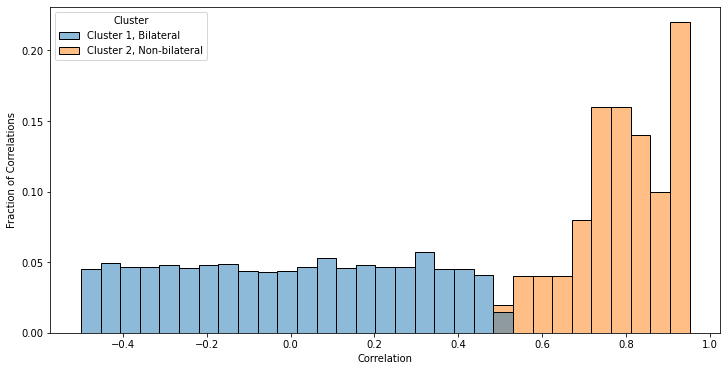 Cluster
Cluster 1, Bilateral
Cluster 2, Non-bilateral
Fraction of Correlations
0.20
0.15
0.10
0.05
0.00
−0.4 −0.2 0.0 0.2 0.4 0.6 0.8 1.0
Correlation